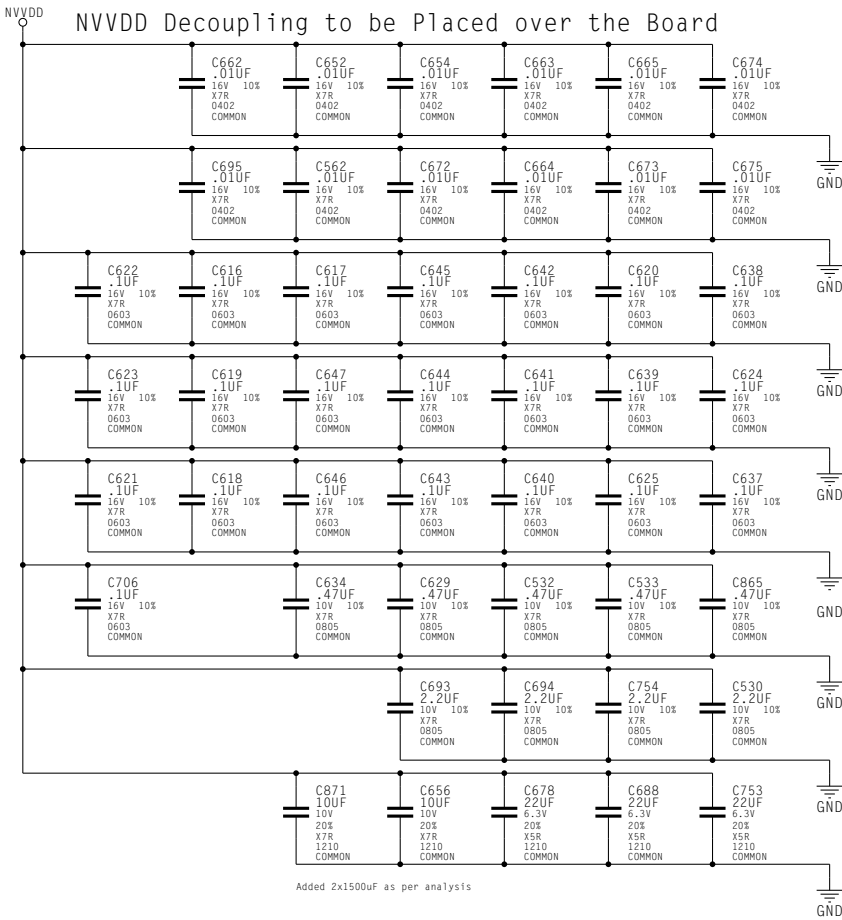 NVVDD
NVVDD Decoupling to be Placed over the Board
C662 C652 C654 C663 C665 C674
.01UF .01UF .01UF .01UF .01UF .01UF
16V 10% 16V 10% 16V 10% 16V 10% 16V 10% 16V 10%
X7R X7R X7R X7R X7R X7R
0402 0402 0402 0402 0402 0402
COMMON COMMON COMMON COMMON COMMON COMMON
GND
C695 C562 C672 C664 C673 C675
.01UF .01UF .01UF .01UF .01UF .01UF
16V 10% 16V 10% 16V 10% 16V 10% 16V 10% 16V 10%
X7R X7R X7R X7R X7R X7R
0402 0402 0402 0402 0402 0402
COMMON COMMON COMMON COMMON COMMON COMMON
GND
C622 C616 C617 C645 C642 C620 C638
.1UF .1UF .1UF .1UF .1UF .1UF .1UF
16V 10% 16V 10% 16V 10% 16V 10% 16V 10% 16V 10% 16V 10%
X7R X7R X7R X7R X7R X7R X7R
0603 0603 0603 0603 0603 0603 0603
COMMON COMMON COMMON COMMON COMMON COMMON COMMON
GND
C623 C619 C647 C644 C641 C639 C624
.1UF .1UF .1UF .1UF .1UF .1UF .1UF
16V 10% 16V 10% 16V 10% 16V 10% 16V 10% 16V 10% 16V 10%
X7R X7R X7R X7R X7R X7R X7R
0603 0603 0603 0603 0603 0603 0603
COMMON COMMON COMMON COMMON COMMON COMMON COMMON
GND
C621 C618 C646 C643 C640 C625 C637
.1UF .1UF .1UF .1UF .1UF .1UF .1UF
16V 10% 16V 10% 16V 10% 16V 10% 16V 10% 16V 10% 16V 10%
X7R X7R X7R X7R X7R X7R X7R
0603 0603 0603 0603 0603 0603 0603
COMMON COMMON COMMON COMMON COMMON COMMON COMMON
GND
C706 C634 C629 C532 C533 C865
.1UF .47UF .47UF .47UF .47UF .47UF
16V 10% 10V 10% 10V 10% 10V 10% 10V 10% 10V 10%
X7R X7R X7R X7R X7R X7R
0603 0805 0805 0805 0805 0805
COMMON COMMON COMMON COMMON COMMON COMMON
GND
C693 C694 C754 C530
2.2UF 2.2UF 2.2UF 2.2UF
10V 10% 10V 10% 10V 10% 10V 10%
X7R X7R X7R X7R
0805 0805 0805 0805
COMMON COMMON COMMON COMMON
GND
C871 C656 C678 C688 C753
10UF 10UF 22UF 22UF 22UF
10V 10V 6.3V 6.3V 6.3V
20% 20% 20% 20% 20%
X7R X7R X5R X5R X5R
1210 1210 1210 1210 1210
COMMON COMMON COMMON COMMON COMMON
Added 2x1500uF as per analysis
GND